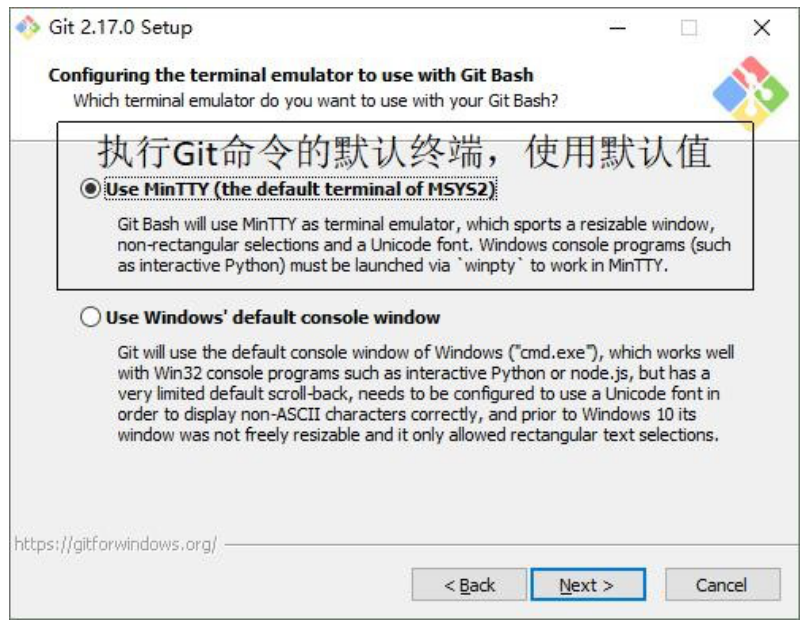 Git 2.17.0 Setup
Configuring the terminal emulator to use with Git Bash
Which terminal emulator do you want to use with your Git Bash?
执行Git命令的默认终端，使用默认值
Use MinTTY (the default terminal of MSYS2)
Git Bash will use MinTTY as terminal emulator, which sports a resizable window,
non-rectangular selections and a Unicode font. Windows console programs (such
as interactive Python) must be launched via `winpty` to work in MinTTY.
Use Windows' default console window
Git will use the default console window of Windows ("cmd.exe"), which works well
with Win32 console programs such as interactive Python or node.js, but has a
very limited default scroll-back, needs to be configured to use a Unicode font in
order to display non-ASCII characters correctly, and prior to Windows 10 its
window was not freely resizable and it only allowed rectangular text selections.
https://gitforwindows.org/
< Back Next > Cancel